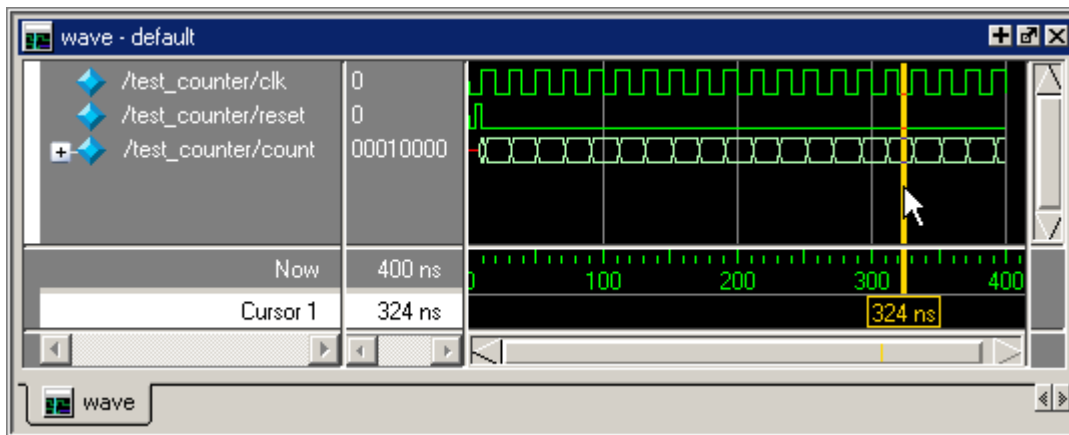 wave - default
/test_counter/clk 0
/test_counter/reset 0
/test_counter/count 00010000
Now 400 ns 0 100 200 300 400
Cursor 1 324 ns 324 ns
wave